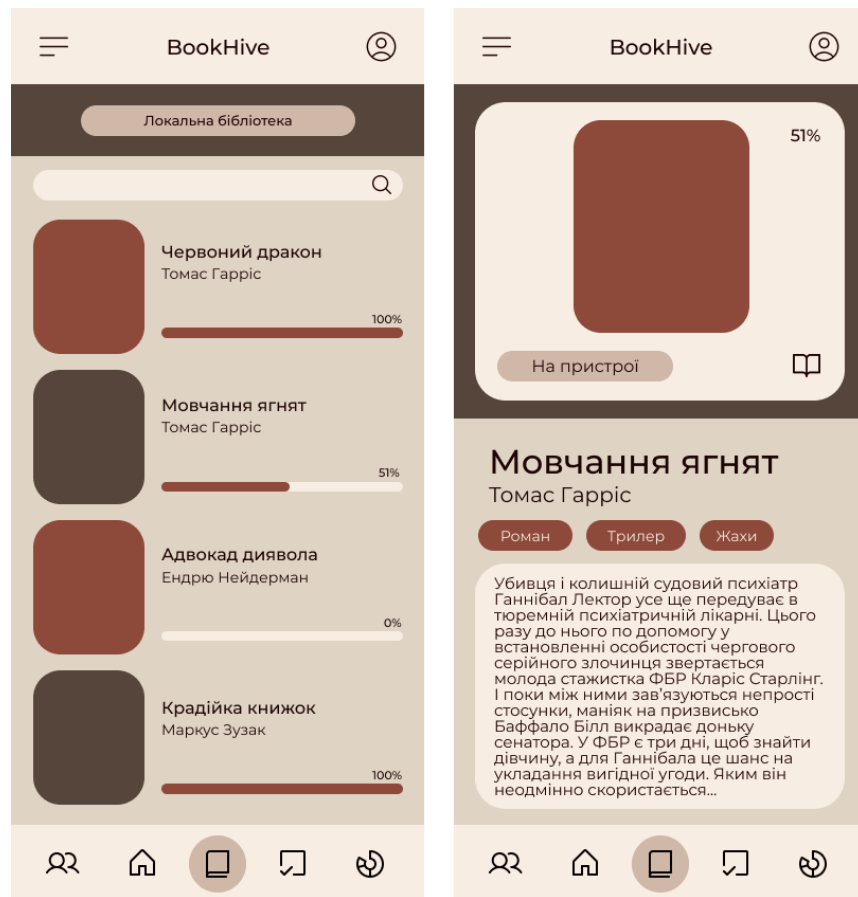 BookHive
Локальна бібліотека
Червоний дракон
Томас Гарріс
100%
Мовчання ягнят
Томас Гарріс
51%
Адвокад диявола
Ендрю Нейдерман
0%
Крадійка книжок
Маркус Зузак
100%
BookHive
51%
На пристрої
Мовчання ягнят
Томас Гарріс
Роман
Трилер
Жахи
Убивця і колишній судовий психіатр
Ганнібал Лектор усе ще передуває в
тюремній психіатричній лікарні. Цього
разу до нього по допомогу у
встановленні особистості чергового
серійного злочинця звертається
молода стажистка ФБР Кларіс Старлінг.
І поки між ними зав’язуються непрості
стосунки, маніяк на призвисько
Баффало Білл викрадає доньку
сенатора. У ФБР є три дні, щоб знайти
дівчину, а для Ганнібала це шанс на
укладання вигідної угоди. Яким він
неодмінно скористається...